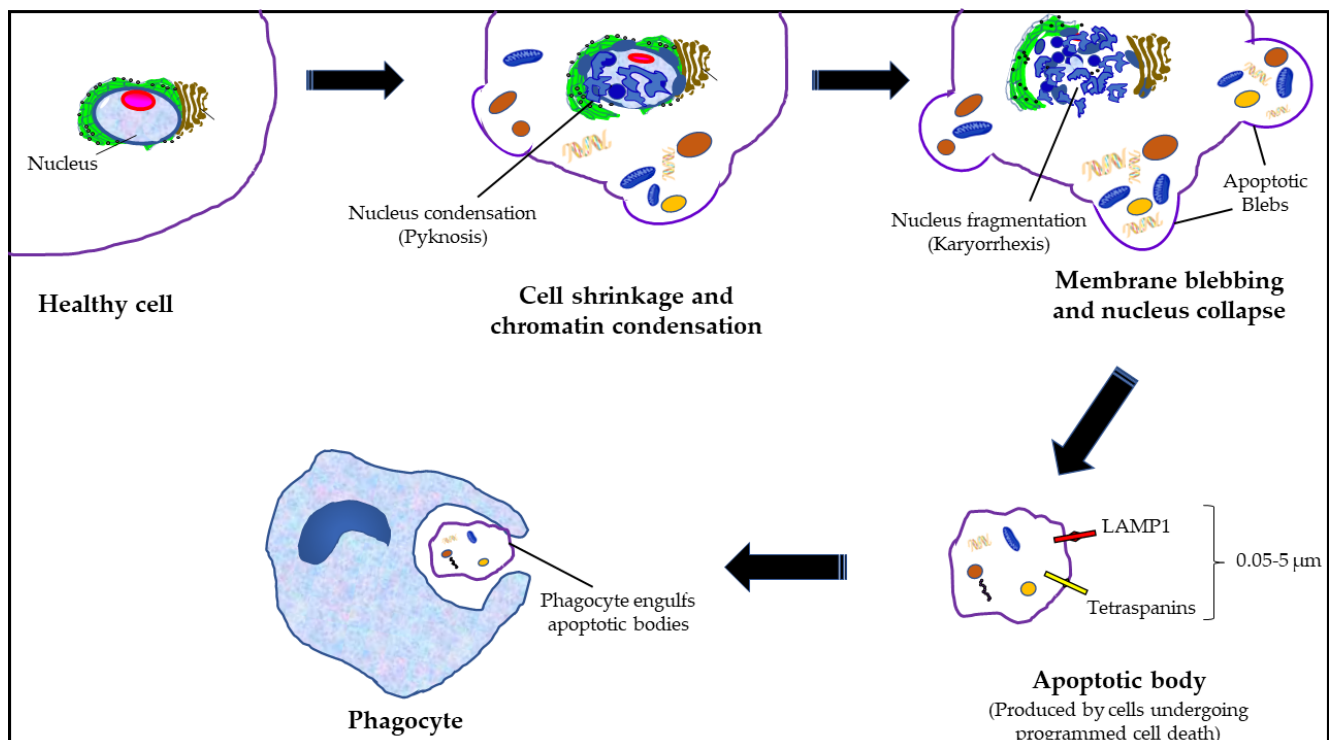 Nucleus
Healthy cell
Nucleus condensation
(Pyknosis)
Cell shrinkage and
chromatin condensation
Nucleus fragmentation
(Karyorrhexis)
Apoptotic
Blebs
Membrane blebbing
and nucleus collapse
LAMP1
0.05-5 µm
Tetraspanins
Apoptotic body
(Produced by cells undergoing
programmed cell death)
Phagocyte engulfs
apoptotic bodies
Phagocyte